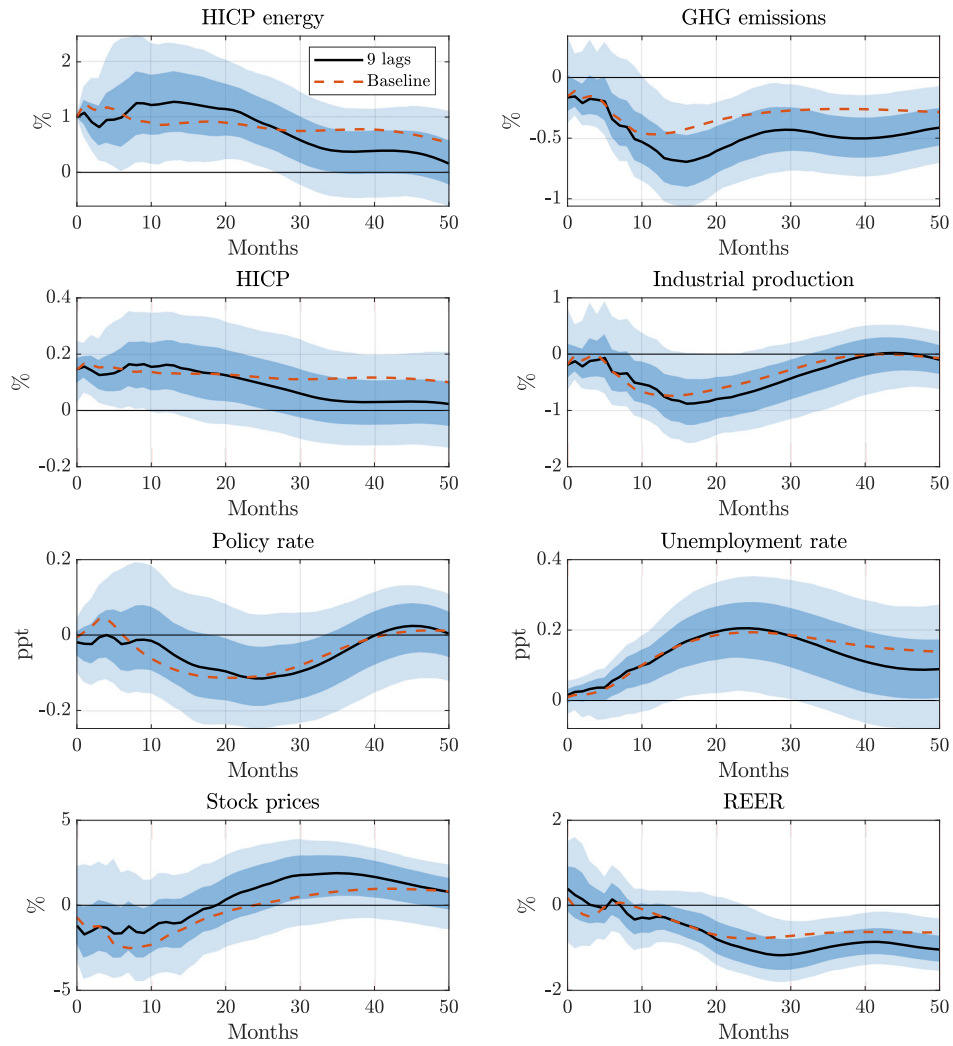 HICP energy
2
1
0
%
9 lags
Baseline
0 10 20 30 40 50
Months
GHG emissions
0
-0.5
-1
%
0 10 20 30 40 50
Months
HICP
0.4
0.2
0
-0.2
%
0 10 20 30 40 50
Months
Industrial production
1
0
-1
-2
%
0 10 20 30 40 50
Months
Policy rate
0.2
0
-0.2
ppt
0 10 20 30 40 50
Months
Unemployment rate
0.4
0.2
0
ppt
0 10 20 30 40 50
Months
Stock prices
5
0
-5
%
0 10 20 30 40 50
Months
REER
2
0
-2
%
0 10 20 30 40 50
Months